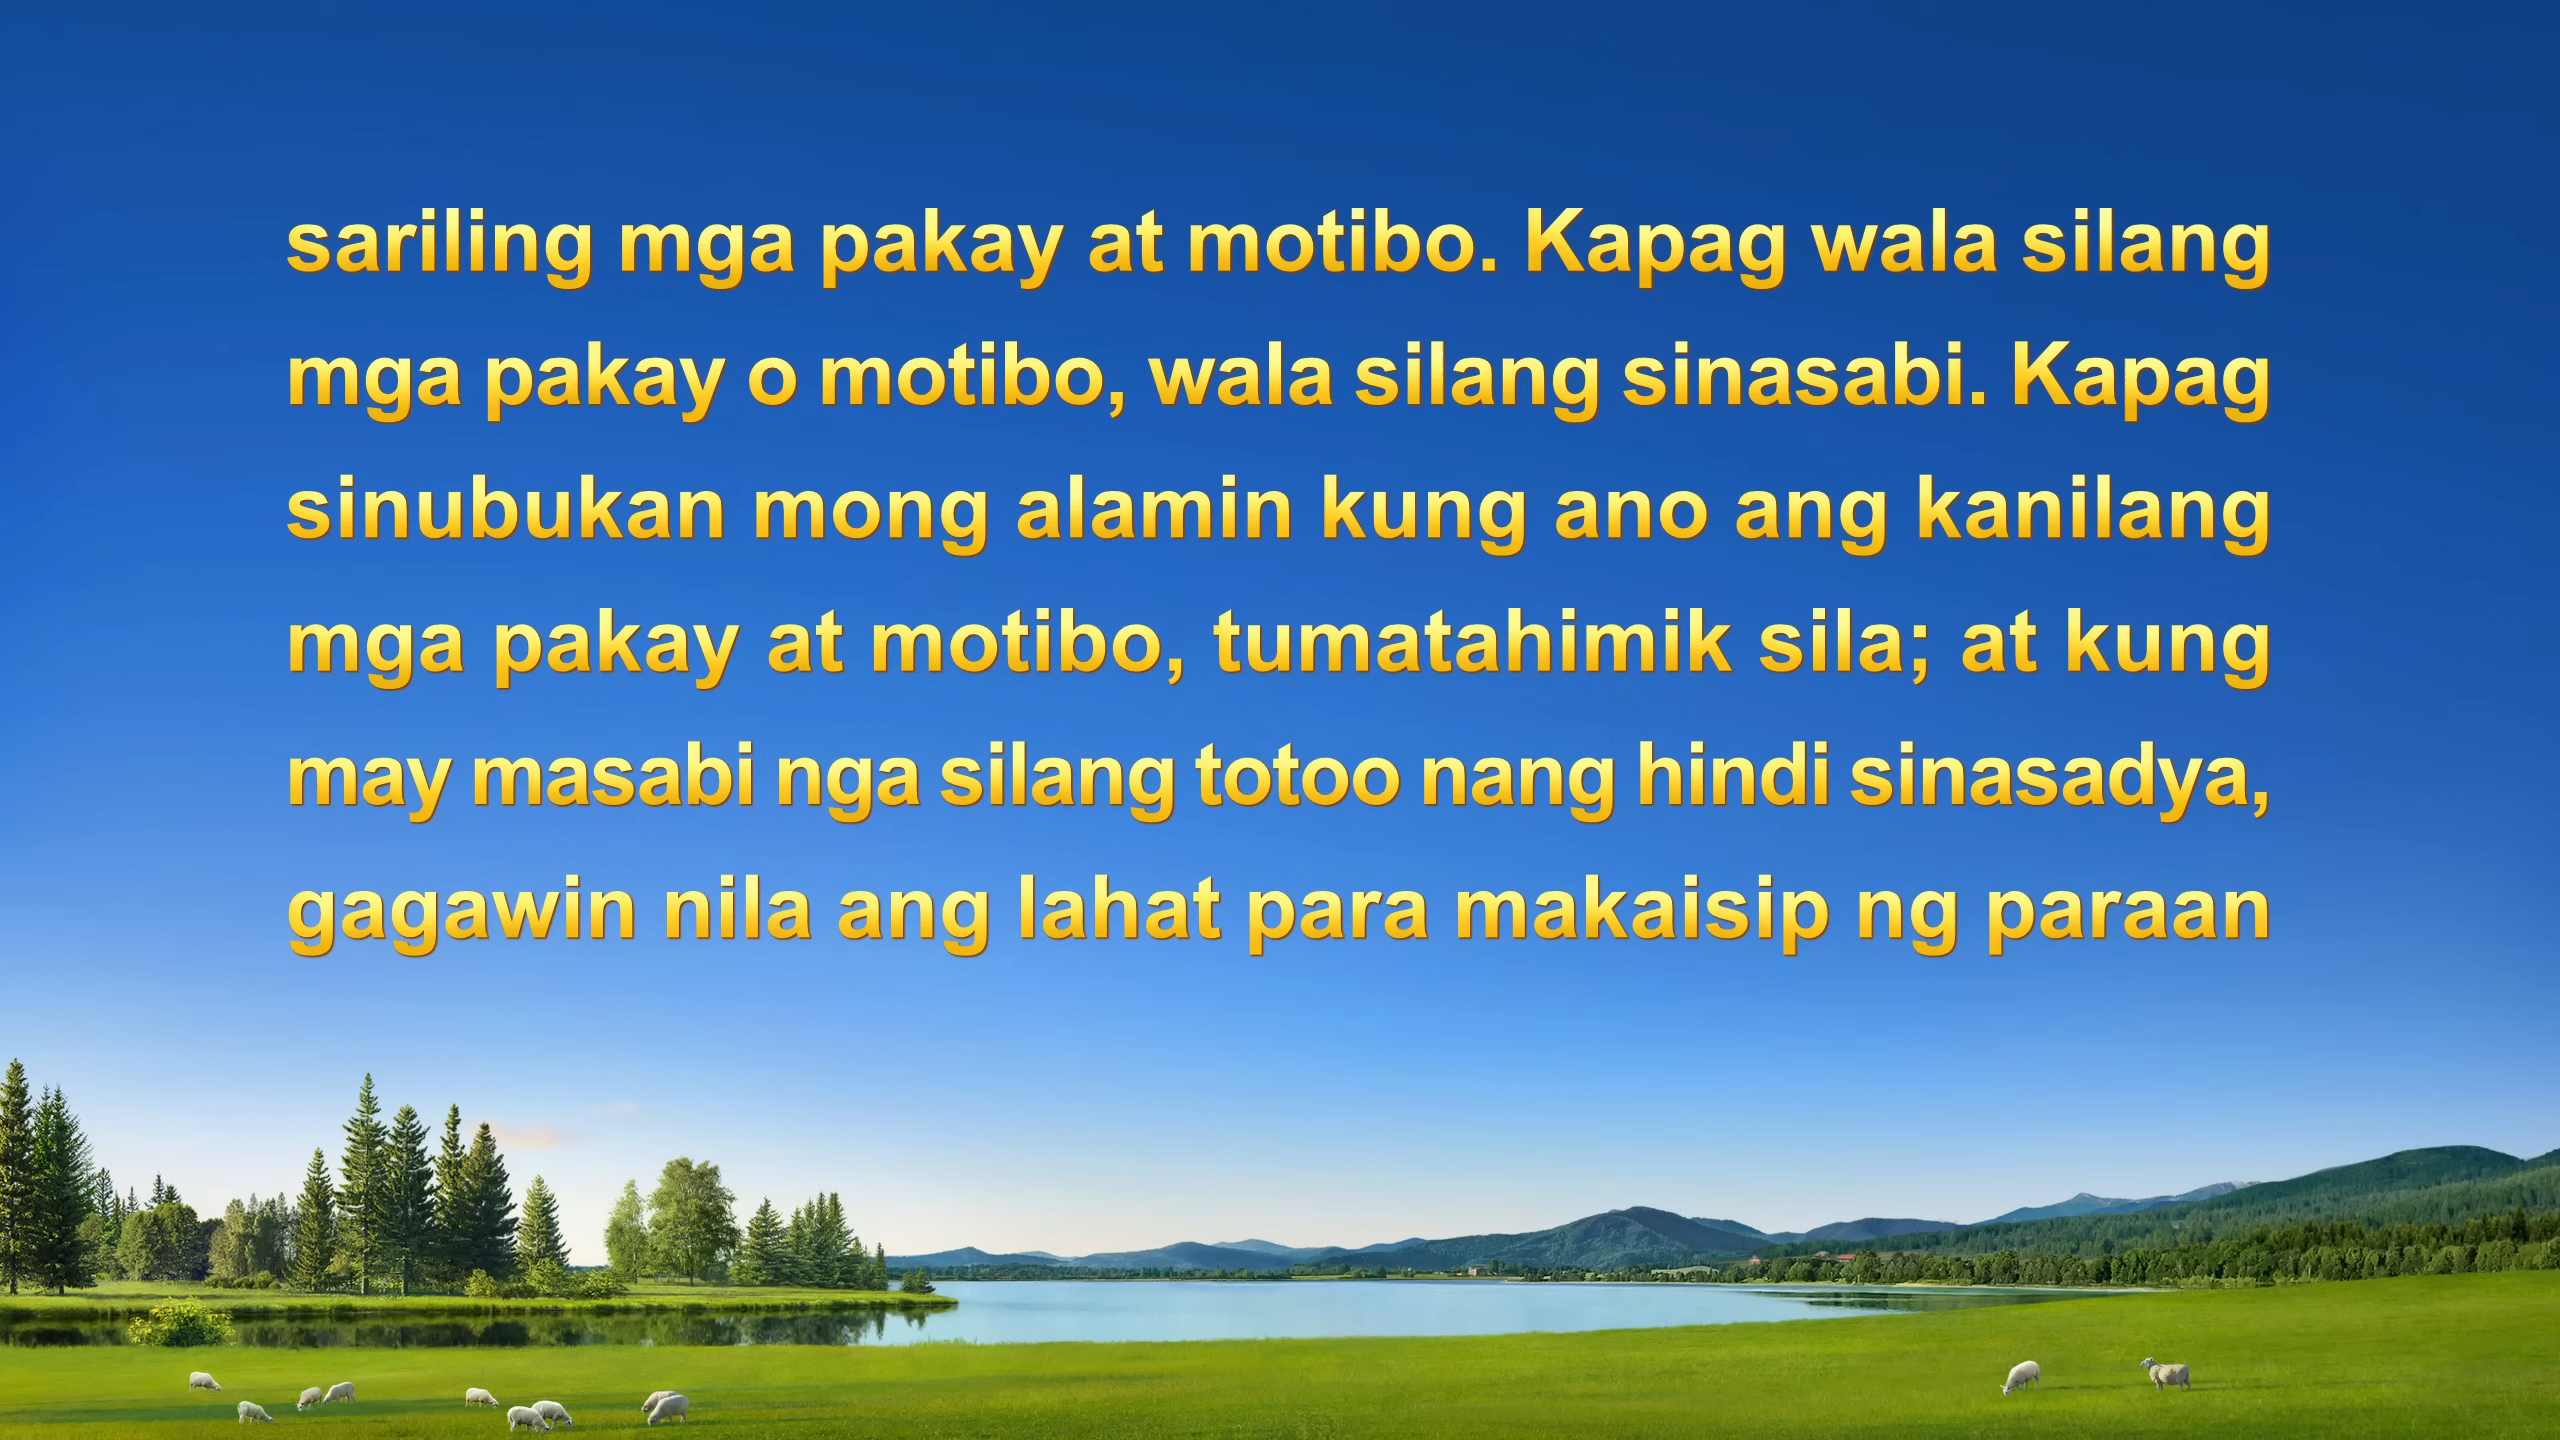 sariling mga pakay at motibo. Kapag wala silang
mga pakay o motibo, wala silang sinasabi. Kapag
sinubukan mong alamin kung ano ang kanilang
mga pakay at motibo, tumatahimik sila; at kung
may masabi nga silang totoo nang hindi sinasadya,
gagawin nila ang lahat para makaisip ng paraan